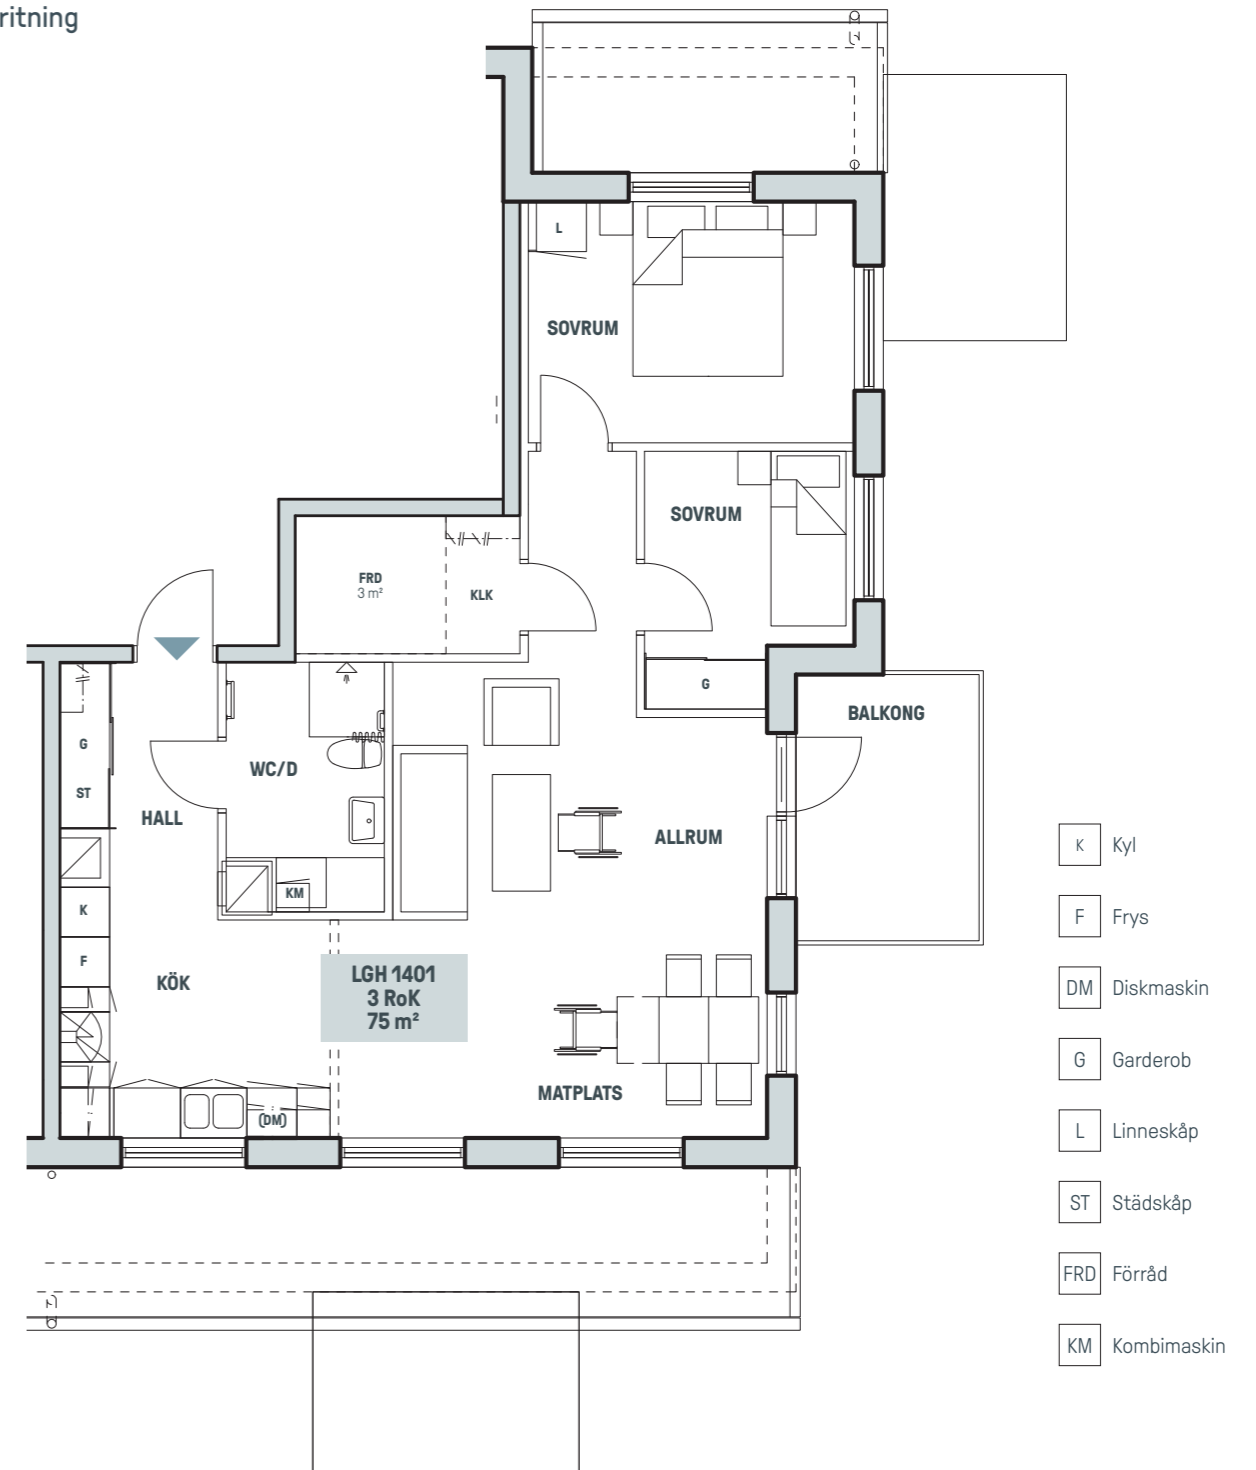 ritning
L
SOVRUM
SOVRUM
FRD
3 m²
KLK
G
BALKONG
G
ST
WC/D
HALL
ALLRUM
KM
K
F
KÖK
LGH 1401
3 RoK
75 m²
MATPLATS
(DM)
K Kyl
F Frys
DM Diskmaskin
G Garderob
L Linneskåp
ST Städskåp
FRD Förråd
KM Kombimaskin